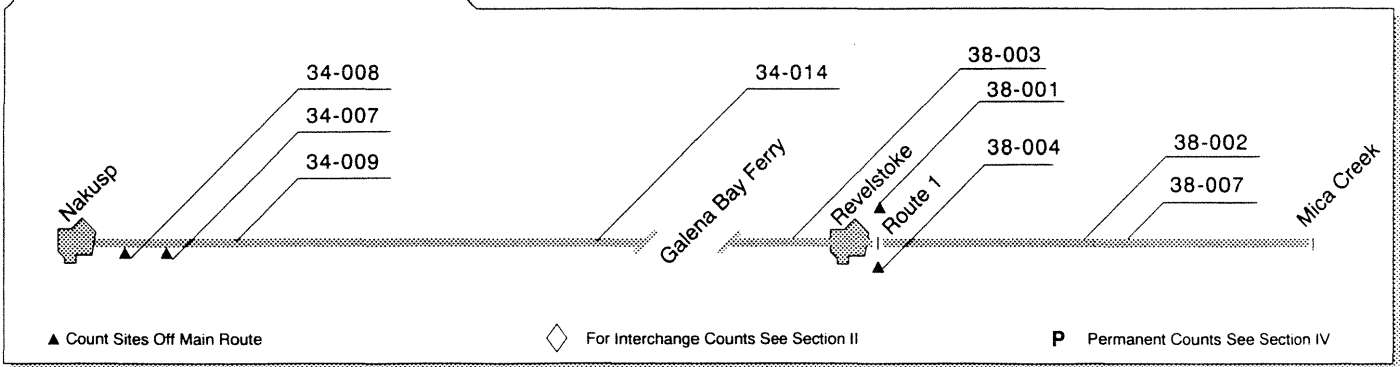 38-003
34-008
34-014
38-001
34-007
38-004
38-002
34-009
38-007
Nakusp
Galena Bay Ferry
Revelstoke
Route 1
Mica Creek
▲ Count Sites Off Main Route
For Interchange Counts See Section II
P Permanent Counts See Section IV